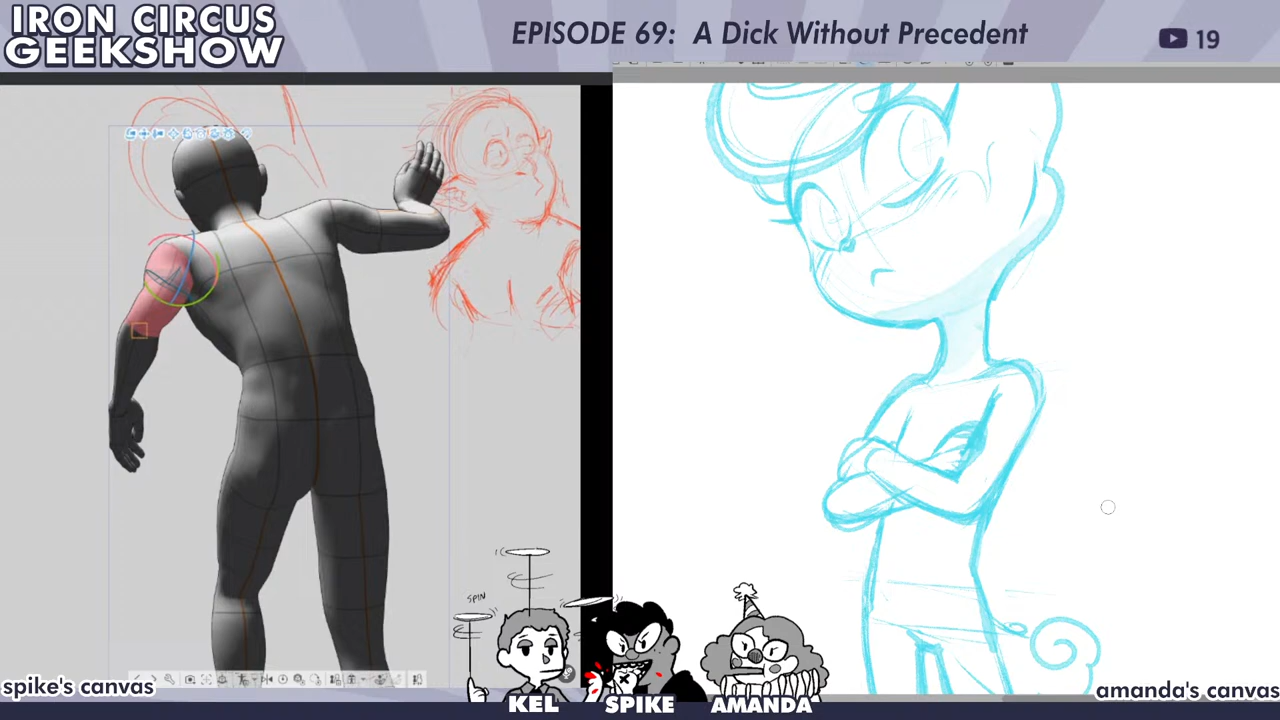 IRON CIRCUS
GEEKSHOW
EPISODE 69: A Dick Without Precedent
19
SPIN
spike's canvas
amanda's canvas
KEL
SPIKE
AMANDA